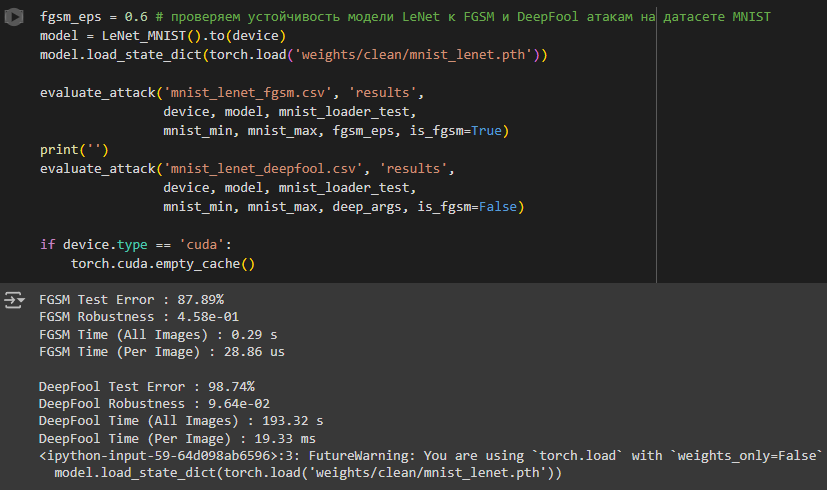 fgsm_eps = 0.6 # проверяем устойчивость модели LeNet к FGSM и DeepFool атакам на датасете MNIST
model = LeNet_MNIST().to(device)
model.load_state_dict(torch.load('weights/clean/mnist_lenet.pth'))
evaluate_attack('mnist_lenet_fgsm.csv', 'results',
device, model, mnist_loader_test,
mnist_min, mnist_max, fgsm_eps, is_fgsm=True)
print('')
evaluate_attack('mnist_lenet_deepfool.csv', 'results',
device, model, mnist_loader_test,
mnist_min, mnist_max, deep_args, is_fgsm=False)
if device.type == 'cuda':
torch.cuda.empty_cache()
FGSM Test Error : 87.89%
FGSM Robustness : 4.58e-01
FGSM Time (All Images) : 0.29 s
FGSM Time (Per Image) : 28.86 us
DeepFool Test Error : 98.74%
DeepFool Robustness : 9.64e-02
DeepFool Time (All Images) : 193.32 s
DeepFool Time (Per Image) : 19.33 ms
<ipython-input-59-64d098ab6596>:3: FutureWarning: You are using `torch.load` with `weights_only=False`
model.load_state_dict(torch.load('weights/clean/mnist_lenet.pth'))